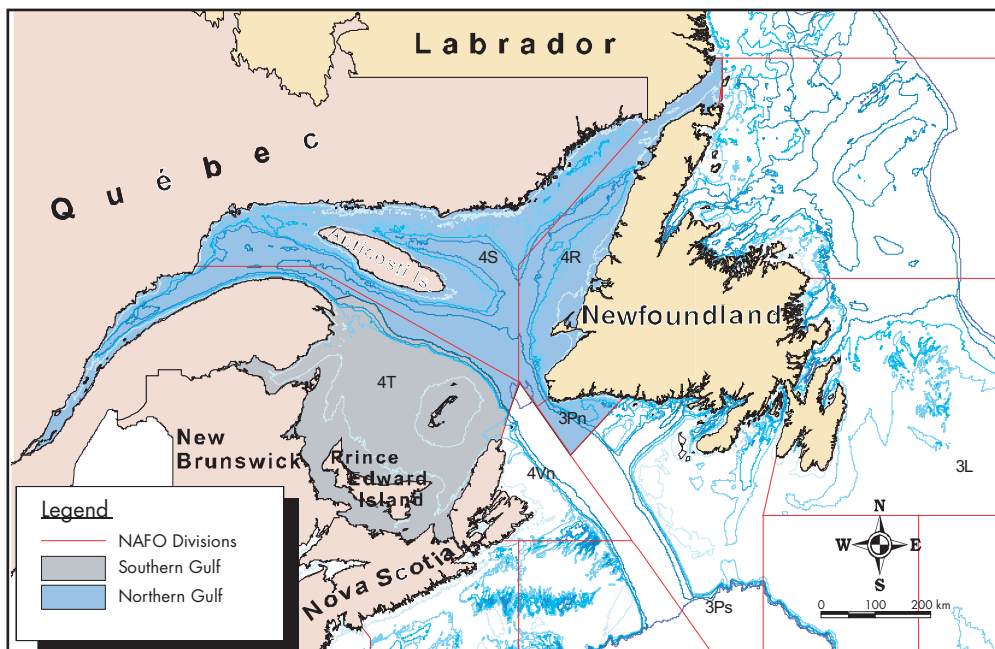 Labrador
Québec
Anticosti Is
4S
4R
Newfoundland
4T
3Pn
New
Brunswick
Prince
Edward
Island
4Vn
3L
Nova Scotia
3Ps
Legend
NAFO Divisions
Southern Gulf
Northern Gulf
N
W E
S
0 100 200 km